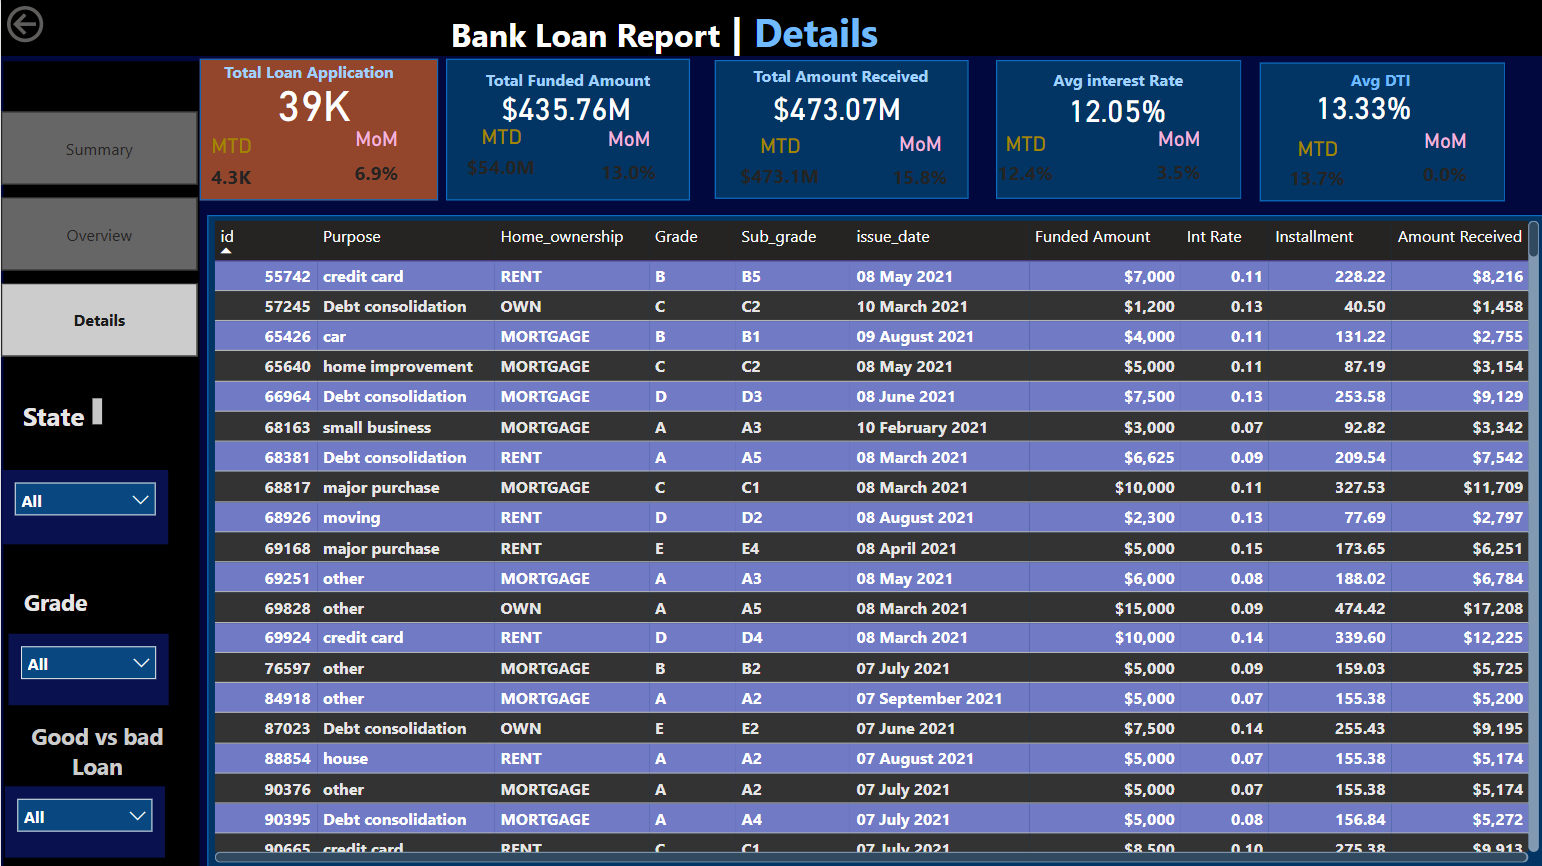 Bank Loan Report | Details
Total Loan Application
39K
MTD MoM
4.3K 6.9%
Total Funded Amount
$435.76M
MTD MoM
$54.0M 13.0%
Total Amount Received
$473.07M
MTD MoM
$473.1M 15.8%
Avg interest Rate
12.05%
MTD MoM
12.4% 3.5%
Avg DTI
13.33%
MTD MoM
13.7% 0.0%
Summary
Overview
Details
State
All
Grade
All
Good vs bad
Loan
All
id Purpose Home_ownership Grade Sub_grade issue_date Funded Amount Int Rate Installment Amount Received
55742 credit card RENT B B5 08 May 2021 $7,000 0.11 228.22 $8,216
57245 Debt consolidation OWN C C2 10 March 2021 $1,200 0.13 40.50 $1,458
65426 car MORTGAGE B B1 09 August 2021 $4,000 0.11 131.22 $2,755
65640 home improvement MORTGAGE C C2 08 May 2021 $5,000 0.11 87.19 $3,154
66964 Debt consolidation MORTGAGE D D3 08 June 2021 $7,500 0.13 253.58 $9,129
68163 small business MORTGAGE A A3 10 February 2021 $3,000 0.07 92.82 $3,342
68381 Debt consolidation RENT A A5 08 March 2021 $6,625 0.09 209.54 $7,542
68817 major purchase MORTGAGE C C1 08 March 2021 $10,000 0.11 327.53 $11,709
68926 moving RENT D D2 08 August 2021 $2,300 0.13 77.69 $2,797
69168 major purchase RENT E E4 08 April 2021 $5,000 0.15 173.65 $6,251
69251 other MORTGAGE A A3 08 May 2021 $6,000 0.08 188.02 $6,784
69828 other OWN A A5 08 March 2021 $15,000 0.09 474.42 $17,208
69924 credit card RENT D D4 08 March 2021 $10,000 0.14 339.60 $12,225
76597 other MORTGAGE B B2 07 July 2021 $5,000 0.09 159.03 $5,725
84918 other MORTGAGE A A2 07 September 2021 $5,000 0.07 155.38 $5,200
87023 Debt consolidation OWN E E2 07 June 2021 $7,500 0.14 255.43 $9,195
88854 house RENT A A2 07 August 2021 $5,000 0.07 155.38 $5,174
90376 other MORTGAGE A A2 07 July 2021 $5,000 0.07 155.38 $5,174
90395 Debt consolidation MORTGAGE A A4 07 July 2021 $5,000 0.08 156.84 $5,272
90665 credit card RENT C C1 07 July 2021 $8,500 0.10 275.38 $9,913